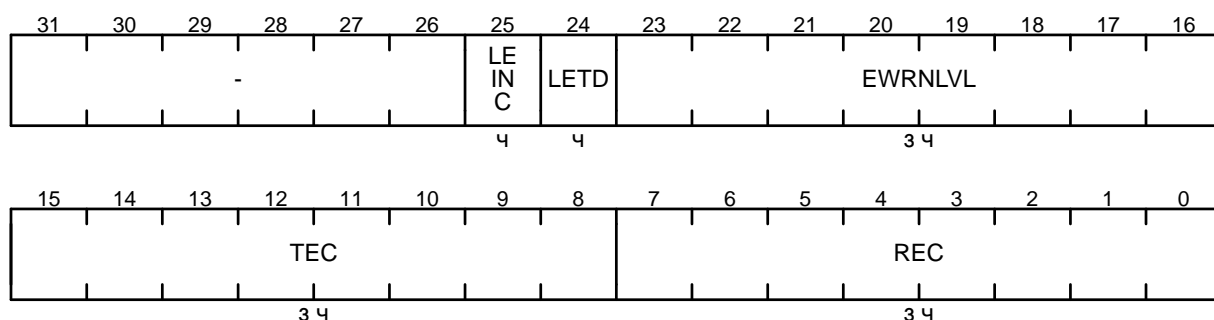 31 30 29 28 27 26 25 24 23 22 21 20 19 18 17 16
- LE IN C LETD EWRNLVL
ч ч з ч
15 14 13 12 11 10 9 8 7 6 5 4 3 2 1 0
TEC REC
з ч з ч